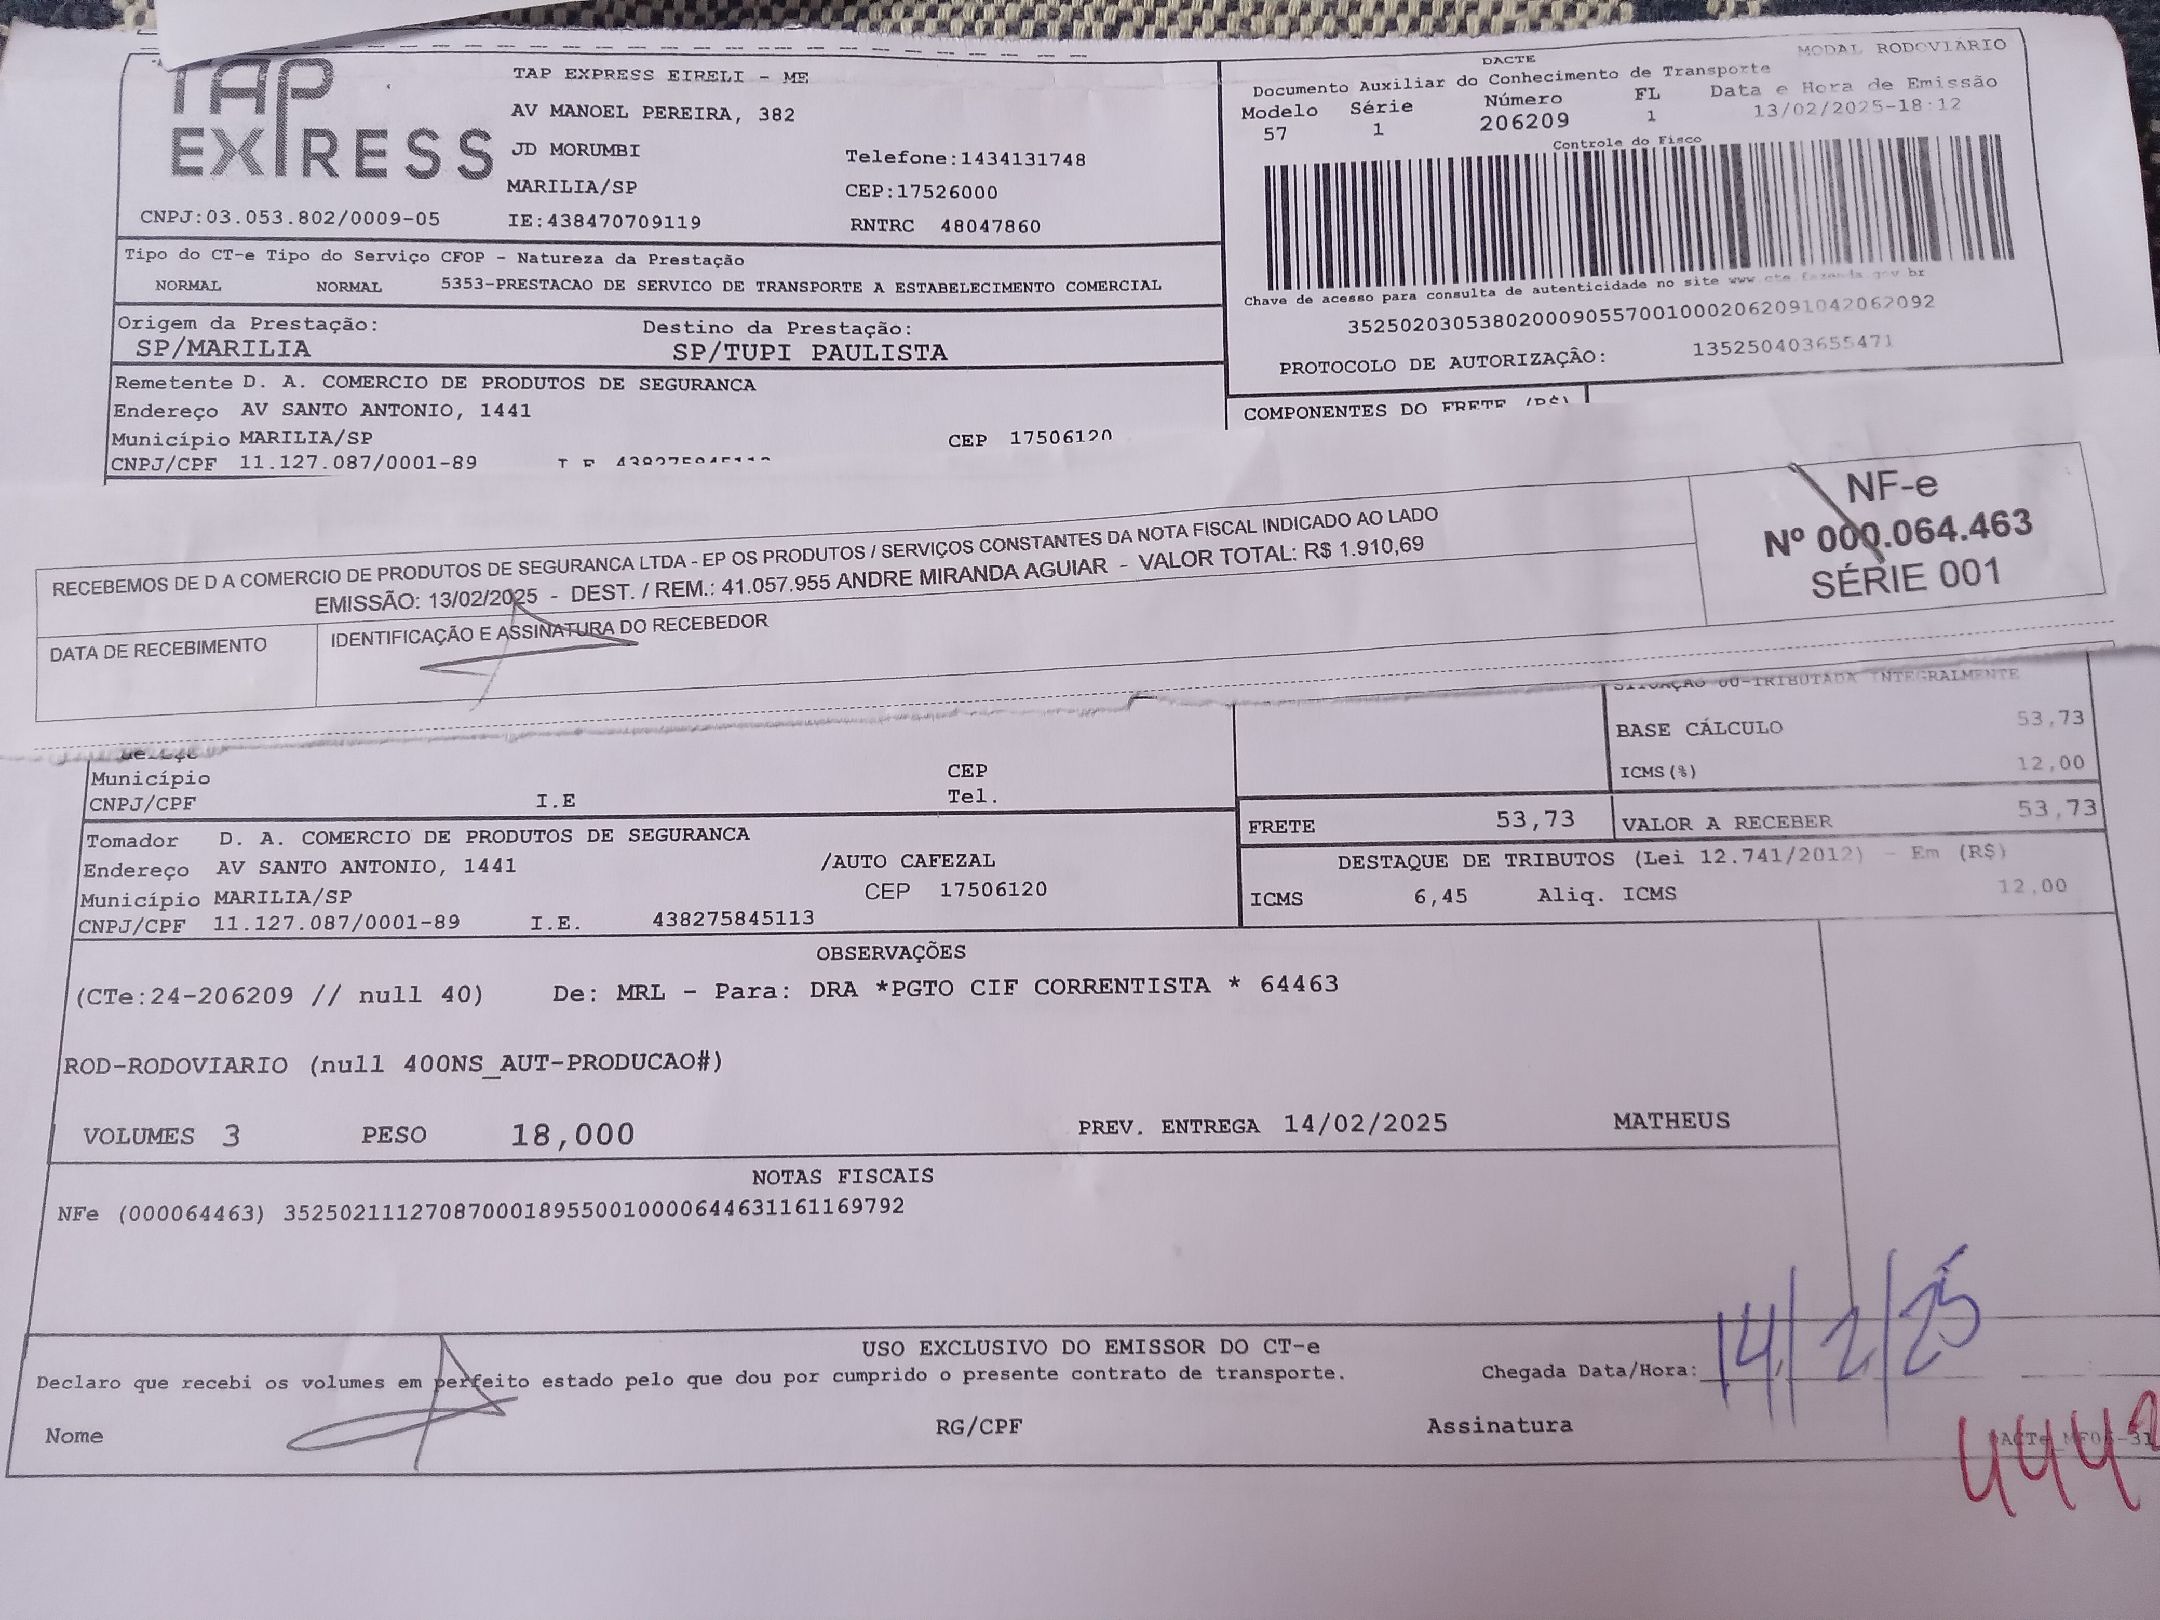 TAP EXPRESS
TAP EXPRESS EIRELI - ME
AV MANOEL PEREIRA, 382
JD MORUMBI
Telefone:1434131748
MARILIA/SP
CEP:17526000
CNPJ:03.053.802/0009-05
IE:438470709119
RNTRC 48047860
DACTE
MODAL RODOVIÁRIO
Documento Auxiliar do Conhecimento de Transporte
Modelo Série Número FL Data e Hora de Emissão
57 1 206209 1 13/02/2025-18:12
Controle do Fisco
Chave de acesso para consulta de autenticidade no site www.cte.fazenda.gov.br
35250203053802000905570010002062091042062092
PROTOCOLO DE AUTORIZAÇÃO: 135250403655471
Tipo do CT-e Tipo do Serviço CFOP - Natureza da Prestação
NORMAL NORMAL 5353-PRESTACAO DE SERVICO DE TRANSPORTE A ESTABELECIMENTO COMERCIAL
Origem da Prestação: Destino da Prestação:
SP/MARILIA SP/TUPI PAULISTA
Remetente D. A. COMERCIO DE PRODUTOS DE SEGURANCA
Endereço AV SANTO ANTONIO, 1441
Município MARILIA/SP CEP 17506120
CNPJ/CPF 11.127.087/0001-89
COMPONENTES DO FRETE (R$)
RECEBEMOS DE D A COMERCIO DE PRODUTOS DE SEGURANCA LTDA - EP OS PRODUTOS / SERVIÇOS CONSTANTES DA NOTA FISCAL INDICADO AO LADO
EMISSÃO: 13/02/2025 - DEST. / REM.: 41.057.955 ANDRE MIRANDA AGUIAR - VALOR TOTAL: R$ 1.910,69
DATA DE RECEBIMENTO
IDENTIFICAÇÃO E ASSINATURA DO RECEBEDOR
NF-e
Nº 000.064.463
SÉRIE 001
SITUAÇÃO 00-TRIBUTADA INTEGRALMENTE
BASE CÁLCULO 53,73
ICMS(%) 12,00
Município CEP
CNPJ/CPF I.E Tel.
FRETE 53,73 VALOR A RECEBER 53,73
Tomador D. A. COMERCIO DE PRODUTOS DE SEGURANCA
Endereço AV SANTO ANTONIO, 1441 /AUTO CAFEZAL
Município MARILIA/SP CEP 17506120
CNPJ/CPF 11.127.087/0001-89 I.E. 438275845113
DESTAQUE DE TRIBUTOS (Lei 12.741/2012) - Em (R$)
ICMS 6,45 Aliq. ICMS 12,00
OBSERVAÇÕES
(CTe:24-206209 // null 40) De: MRL - Para: DRA *PGTO CIF CORRENTISTA * 64463
ROD-RODOVIARIO (null 40ONS_AUT-PRODUCAO#)
VOLUMES 3 PESO 18,000 PREV. ENTREGA 14/02/2025 MATHEUS
NOTAS FISCAIS
NFe (000064463) 35250211127087000189550010000644631161169792
USO EXCLUSIVO DO EMISSOR DO CT-e
Declaro que recebi os volumes em perfeito estado pelo que dou por cumprido o presente contrato de transporte.
Chegada Data/Hora: 14/2/25
Nome RG/CPF Assinatura